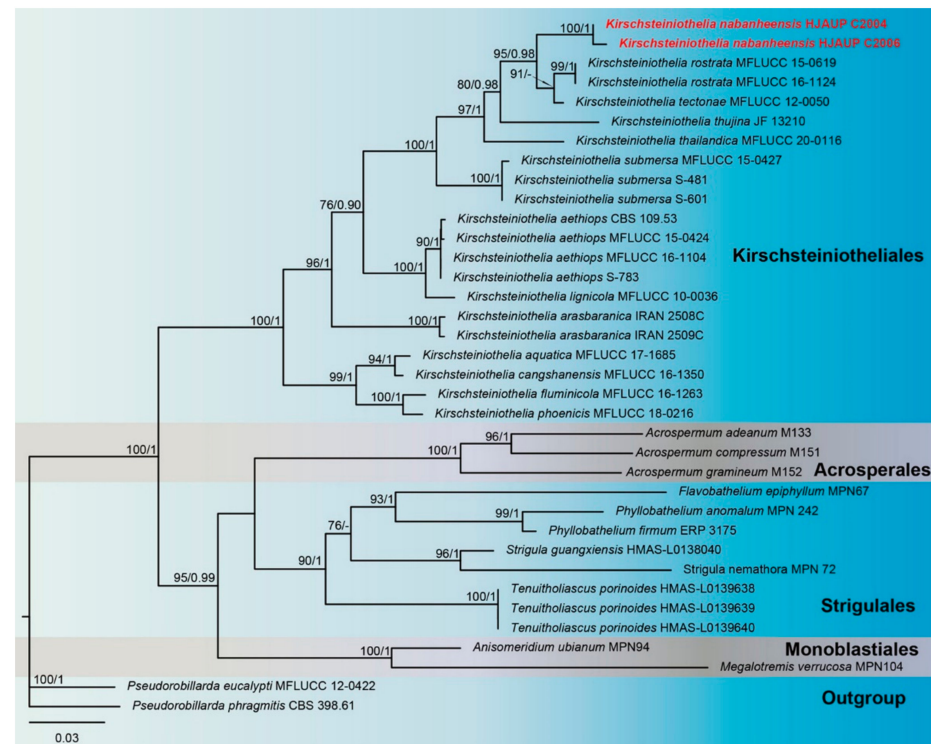 100/1
Kirschsteiniothelia nabanheensis HJAUP C2004
Kirschsteiniothelia nabanheensis HJAUP C2006
95/0.98
99/1
Kirschsteiniothelia rostrata MFLUCC 15-0619
91/-
Kirschsteiniothelia rostrata MFLUCC 16-1124
80/0.98
Kirschsteiniothelia tectonae MFLUCC 12-0050
97/1
Kirschsteiniothelia thujina JF 13210
Kirschsteiniothelia thailandica MFLUCC 20-0116
100/1
Kirschsteiniothelia submersa MFLUCC 15-0427
100/1
Kirschsteiniothelia submersa S-481
Kirschsteiniothelia submersa S-601
76/0.90
Kirschsteiniothelia aethiops CBS 109.53
90/1
Kirschsteiniothelia aethiops MFLUCC 15-0424
Kirschsteiniotheliales
96/1
100/1
Kirschsteiniothelia aethiops MFLUCC 16-1104
Kirschsteiniothelia aethiops S-783
Kirschsteiniothelia lignicola MFLUCC 10-0036
100/1
100/1
Kirschsteiniothelia arasbaranica IRAN 2508C
Kirschsteiniothelia arasbaranica IRAN 2509C
94/1
Kirschsteiniothelia aquatica MFLUCC 17-1685
99/1
Kirschsteiniothelia cangshanensis MFLUCC 16-1350
100/1
Kirschsteiniothelia fluminicola MFLUCC 16-1263
Kirschsteiniothelia phoenicis MFLUCC 18-0216
100/1
96/1
Acrospermum adeanum M133
100/1
Acrospermum compressum M151
Acrospermum gramineum M152
Acrosperales
93/1
Flavobathelium epiphyllum MPN67
99/1
Phyllobathelium anomalum MPN 242
76/-
Phyllobathelium firmum ERP 3175
96/1
Strigula guangxiensis HMAS-L0138040
90/1
Strigula nemathora MPN 72
95/0.99
100/1
Tenuitholiascus porinoides HMAS-L0139638
Tenuitholiascus porinoides HMAS-L0139639
Strigulales
Tenuitholiascus porinoides HMAS-L0139640
100/1
Anisomeridium ubianum MPN94
Monoblastiales
Megalotremis verrucosa MPN104
100/1
Pseudorobillarda eucalypti MFLUCC 12-0422
Outgroup
Pseudorobillarda phragmitis CBS 398.61
0.03